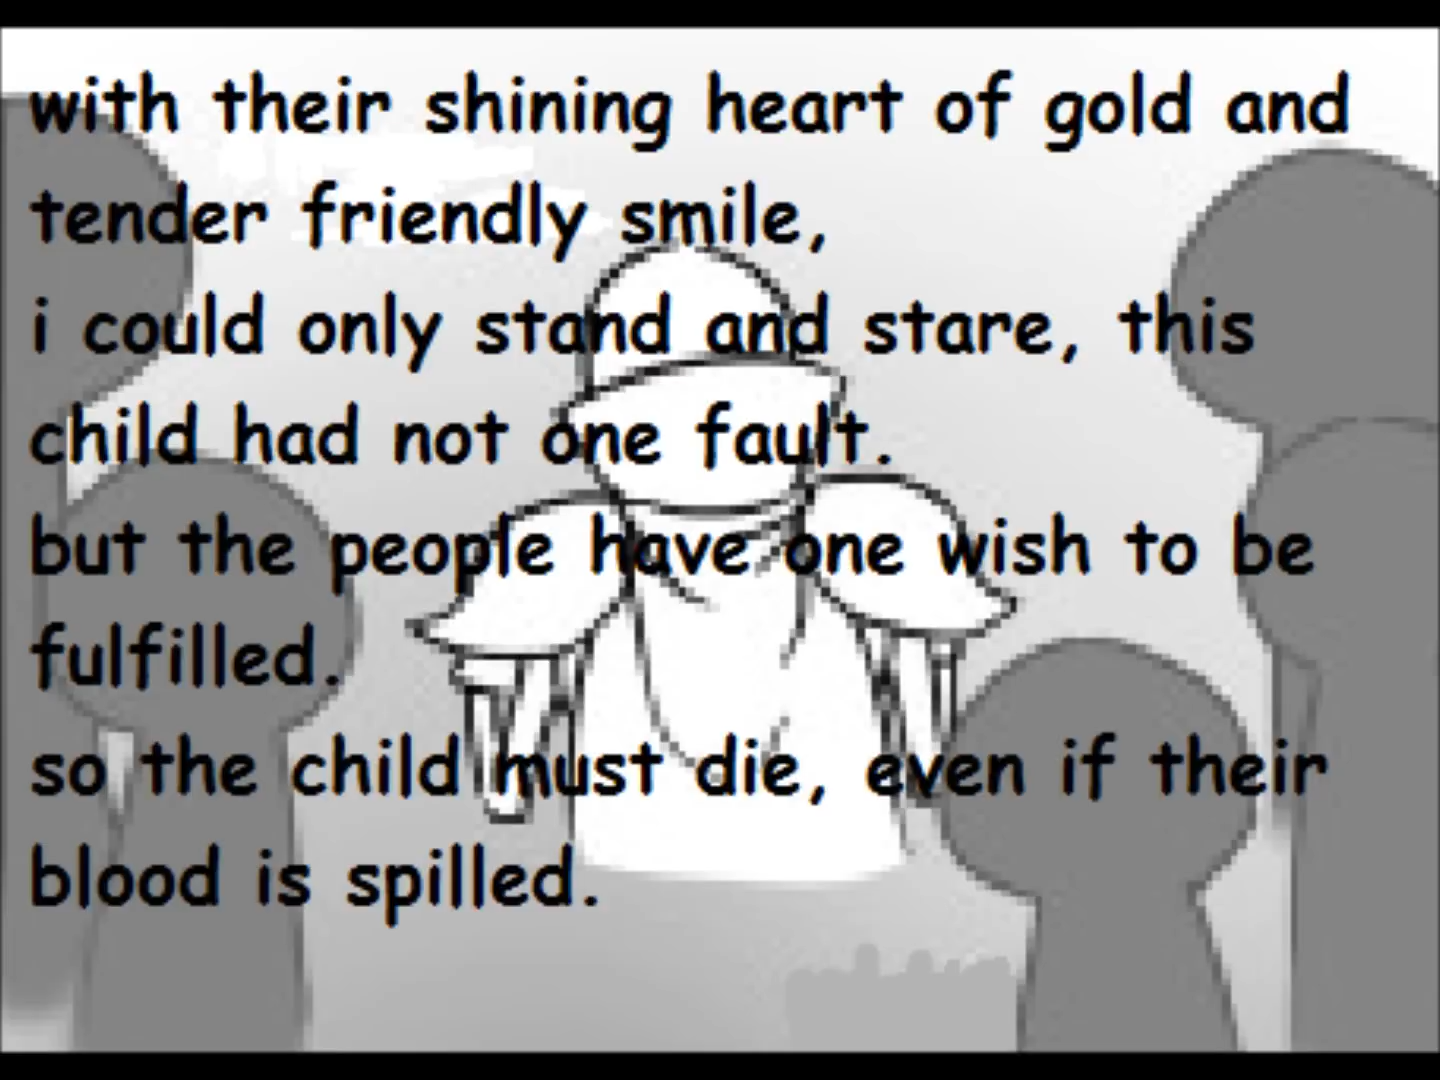 with their shining heart of gold and
tender friendly smile,
i could only stand and stare, this
child had not one fault.
but the people have one wish to be
fulfilled.
so the child must die, even if their
blood is spilled.